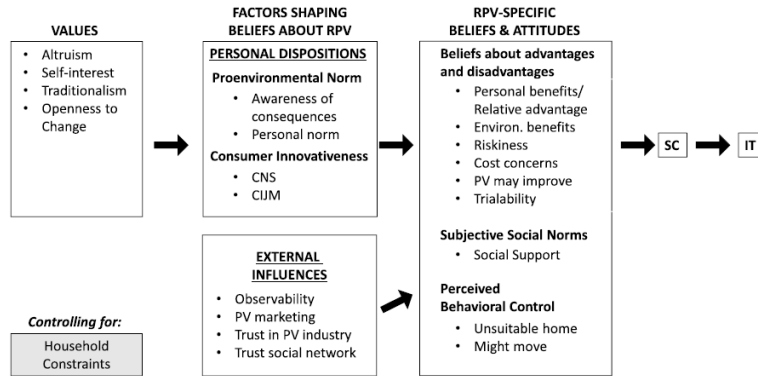 VALUES
Altruism
Self-interest
Traditionalism
Openness to
Change
FACTORS SHAPING
BELIEFS ABOUT RPV
PERSONAL DISPOSITIONS
Proenvironmental Norm
Awareness of
consequences
Personal norm
Consumer Innovativeness
CNS
CIJM
EXTERNAL
INFLUENCES
Observability
PV marketing
Trust in PV industry
Trust social network
RPV-SPECIFIC
BELIEFS & ATTITUDES
Beliefs about advantages
and disadvantages
Personal benefits/
Relative advantage
Environ. benefits
Riskiness
Cost concerns
PV may improve
Trialability
Subjective Social Norms
Social Support
Perceived
Behavioral Control
Unsuitable home
Might move
SC
IT
Controlling for:
Household
Constraints